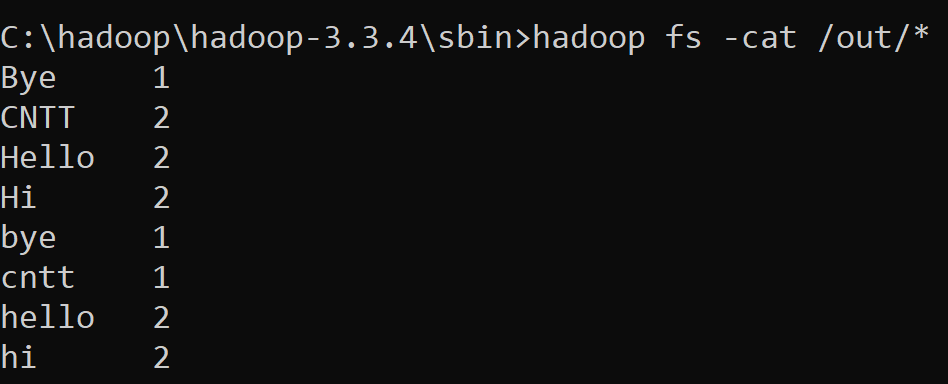 C:\hadoop\hadoop-3.3.4\sbin>hadoop fs -cat /out/*
Bye     1
CNTT    2
Hello   2
Hi      2
bye     1
cntt    1
hello   2
hi      2